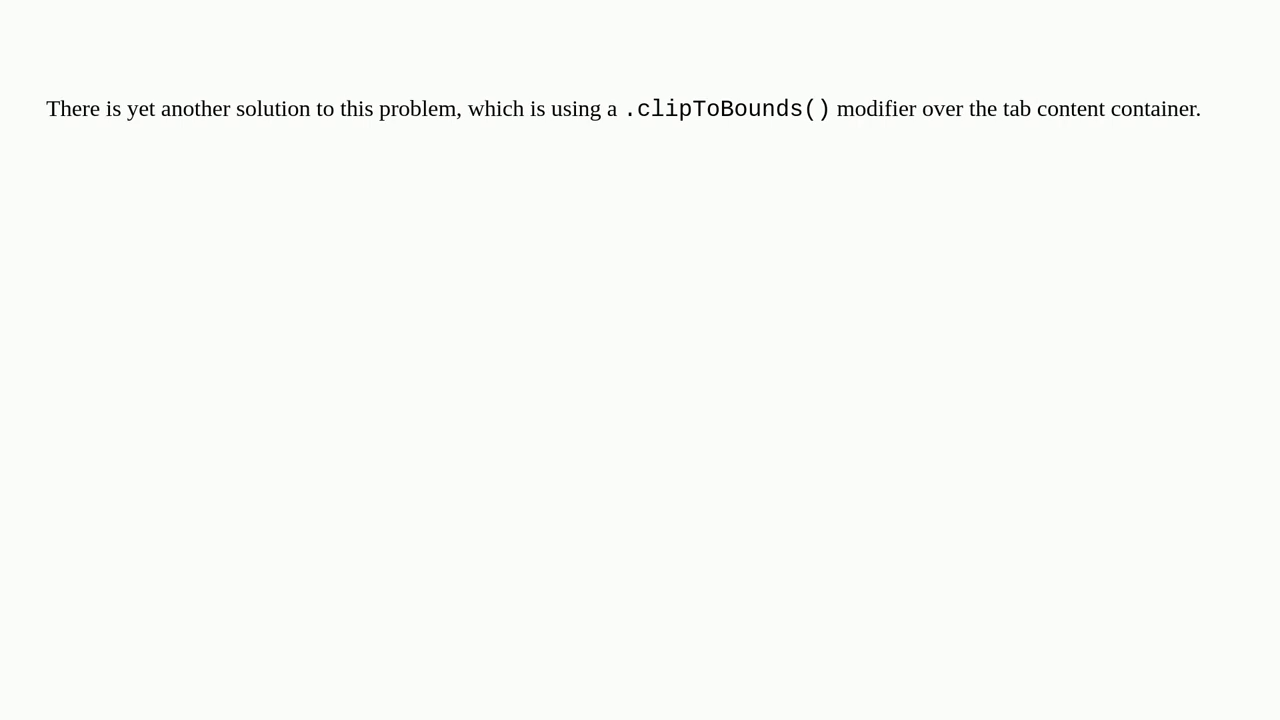 There is yet another solution to this problem, which is using a .clipToBounds() modifier over the tab content container.